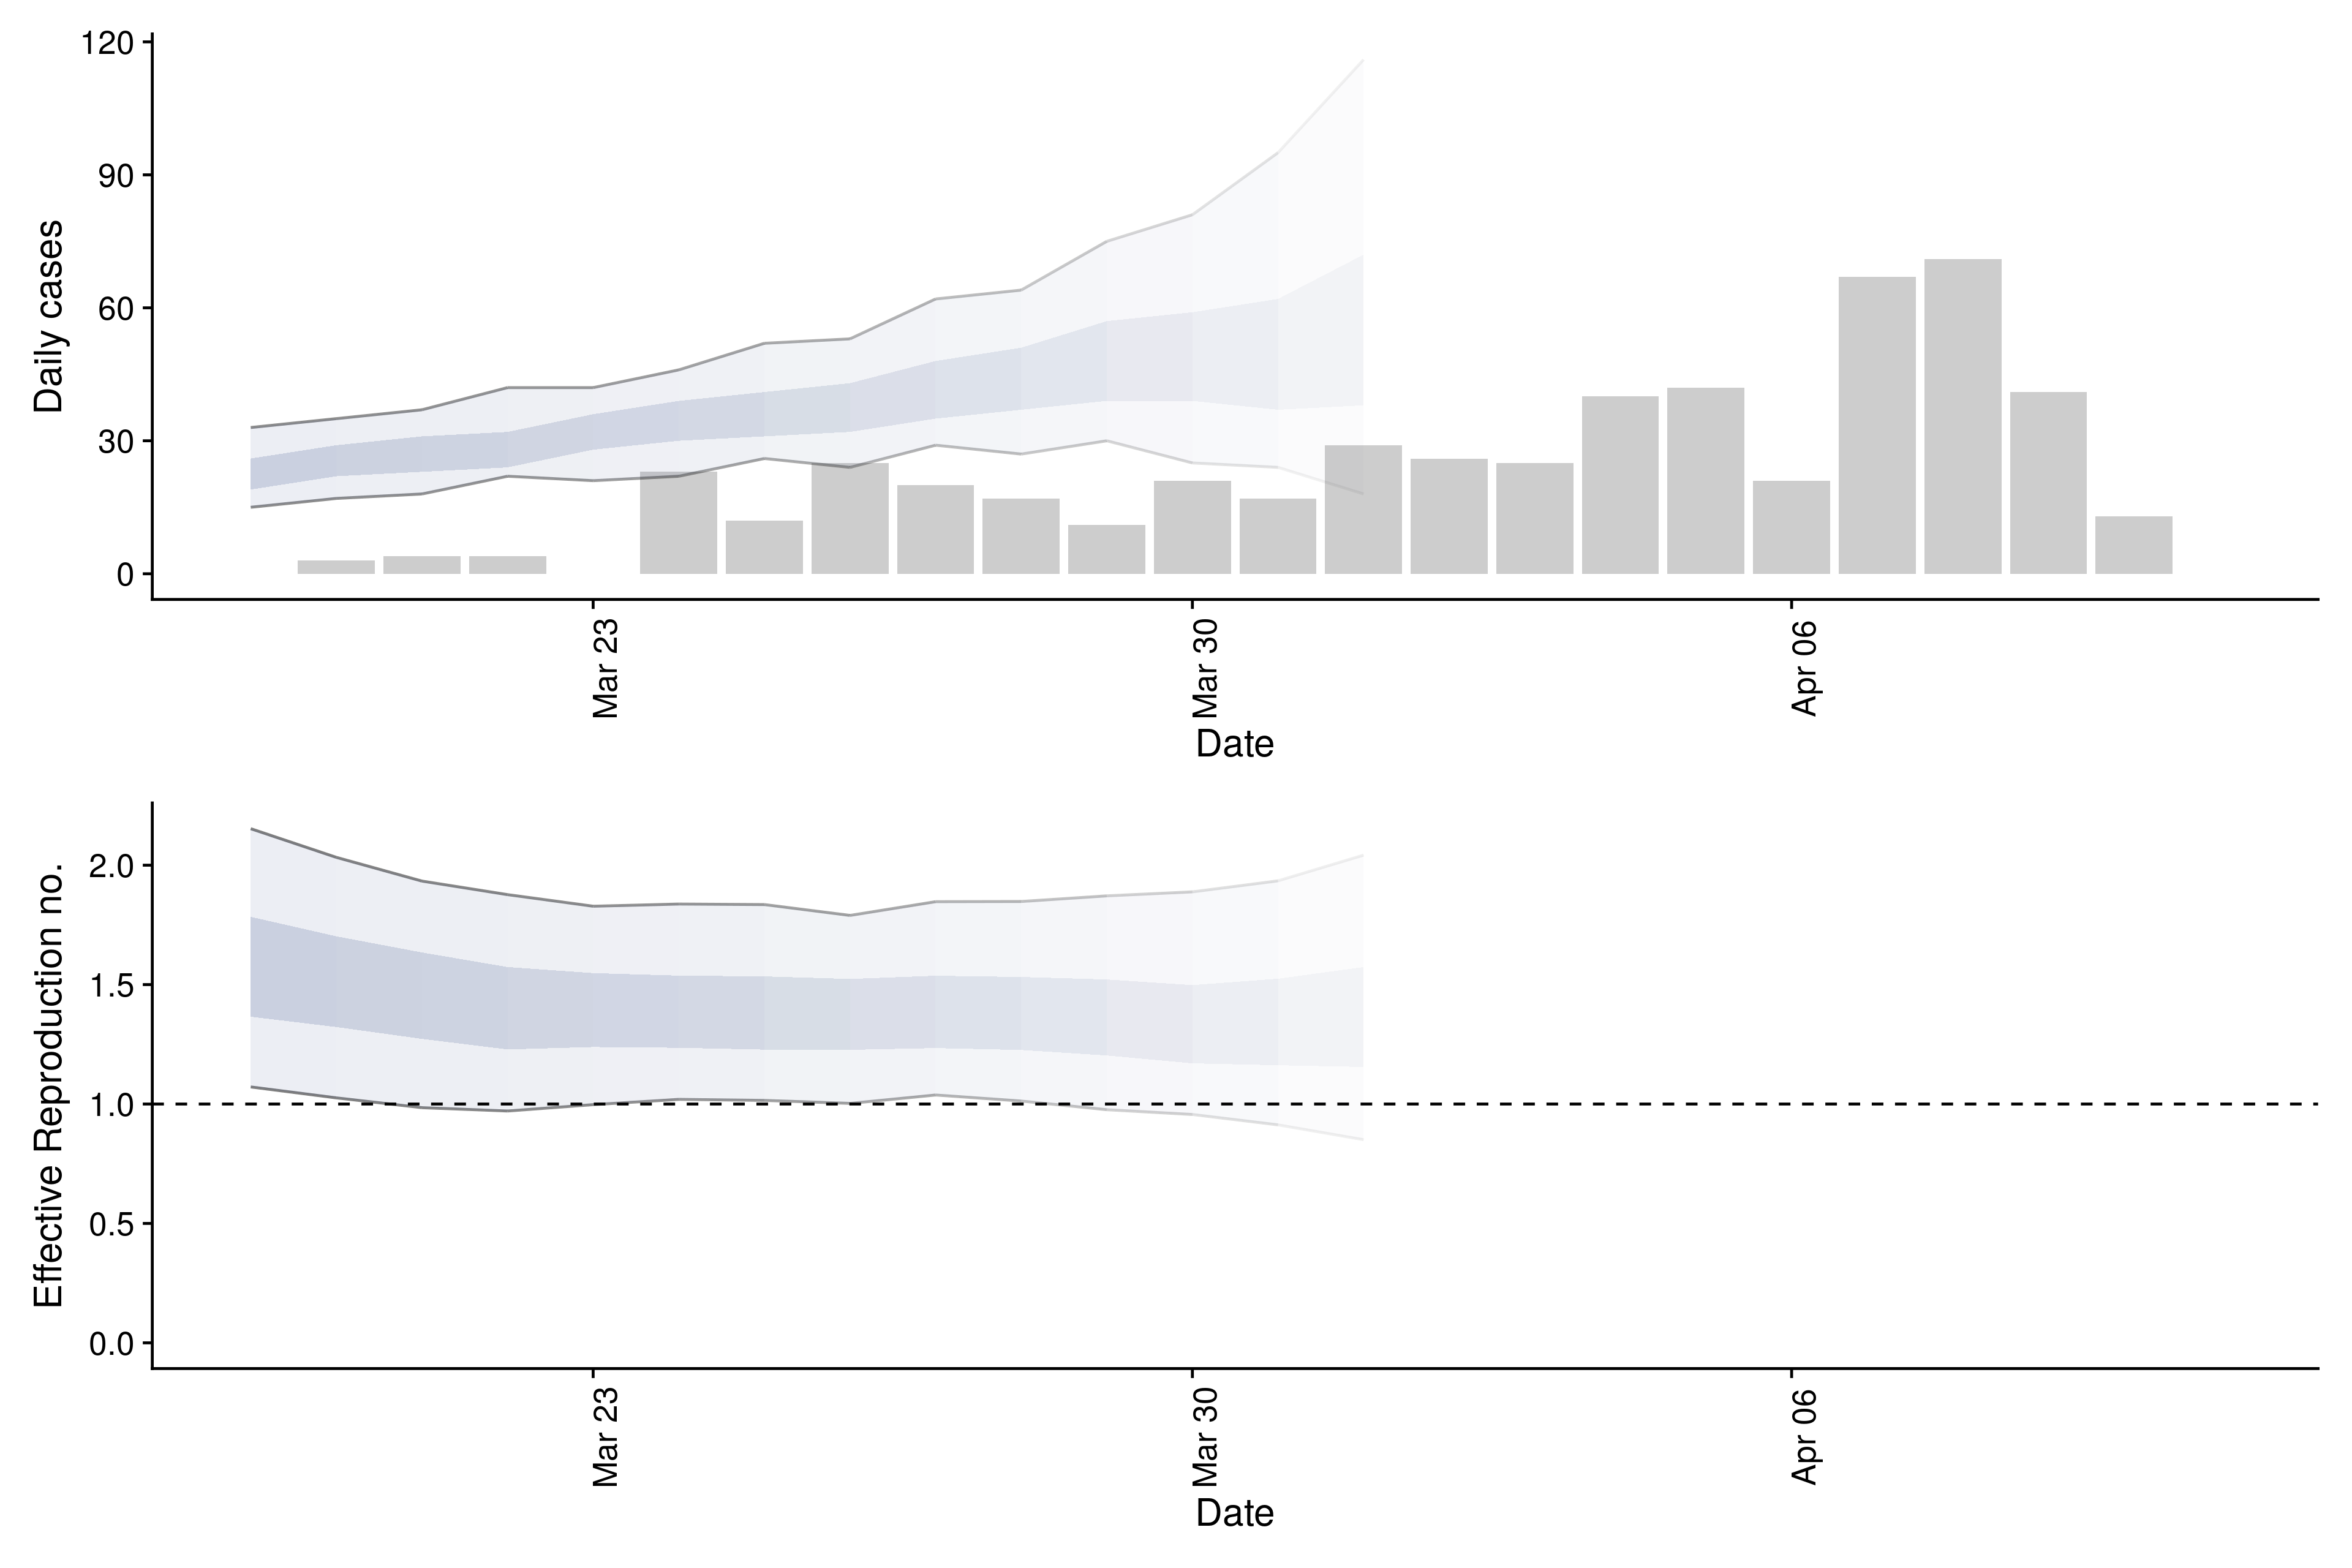 Daily cases
120
90
60
30
0
Mar 23
Mar 30
Apr 06
Date
Effective Reproduction no.
2.0
1.5
1.0
0.5
0.0
Mar 23
Mar 30
Apr 06
Date